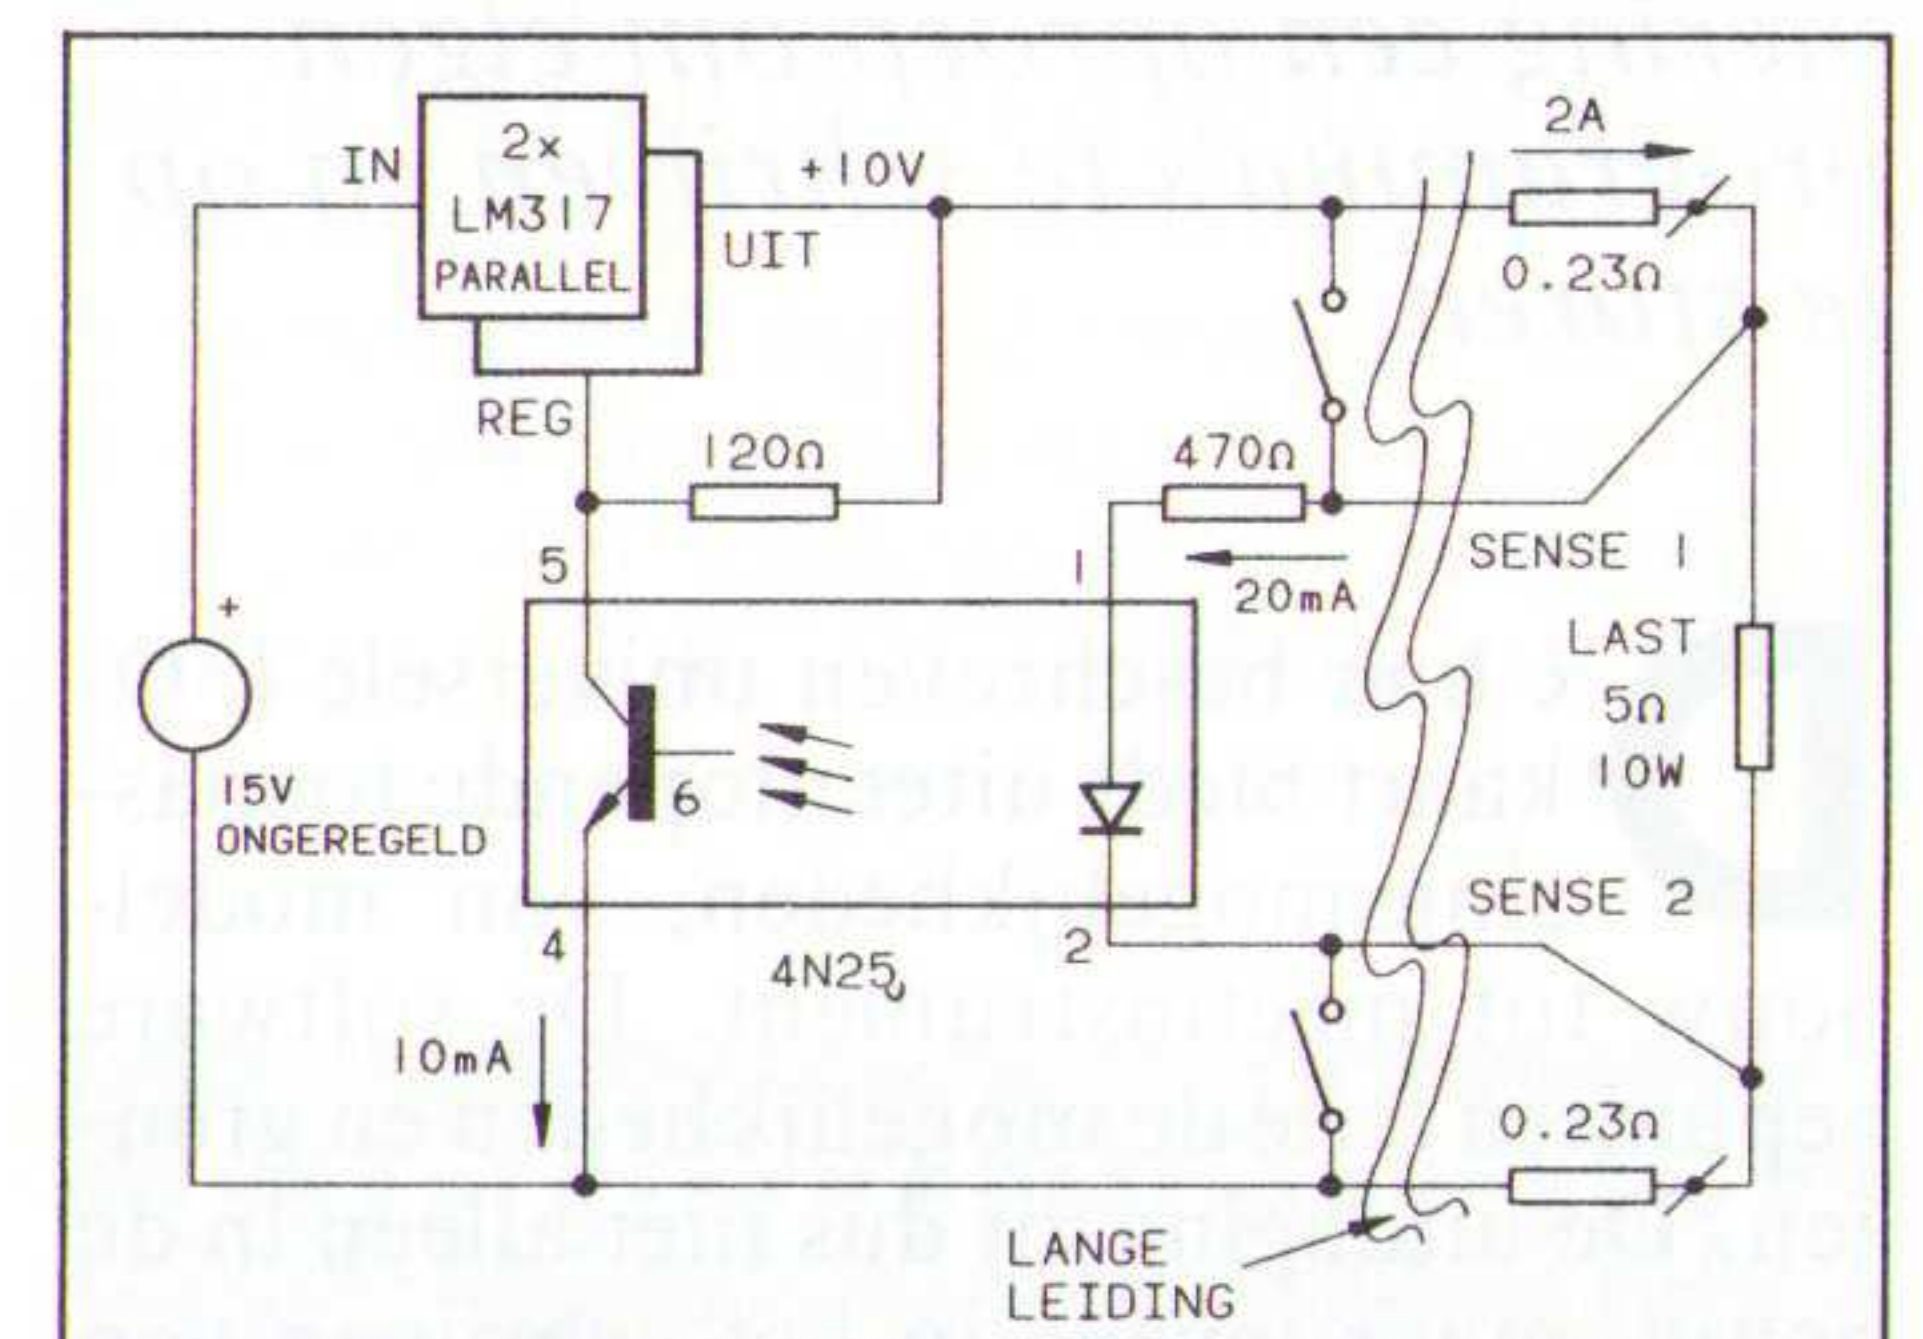 IN
2×
LM317
PARALLEL
+10V
UIT
2A
0.23Ω
REG
120Ω
470Ω
5
1
20mA
SENSE 1
+
LAST
5Ω
10W
15V
ONGEREGELD
6
SENSE 2
4
4N25
2
10mA
0.23Ω
LANGE
LEIDING